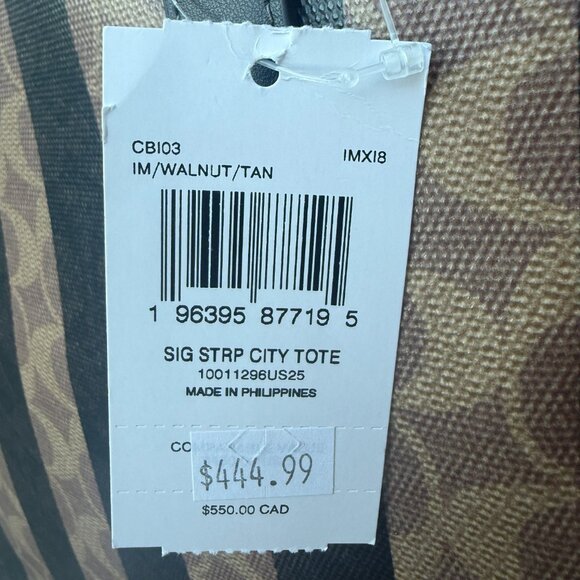 CBI03
IMXI8
IM/WALNUT/TAN
1 96395 87719 5
SIG STRP CITY TOTE
10011296US25
MADE IN PHILIPPINES
$444.99
$550.00 CAD